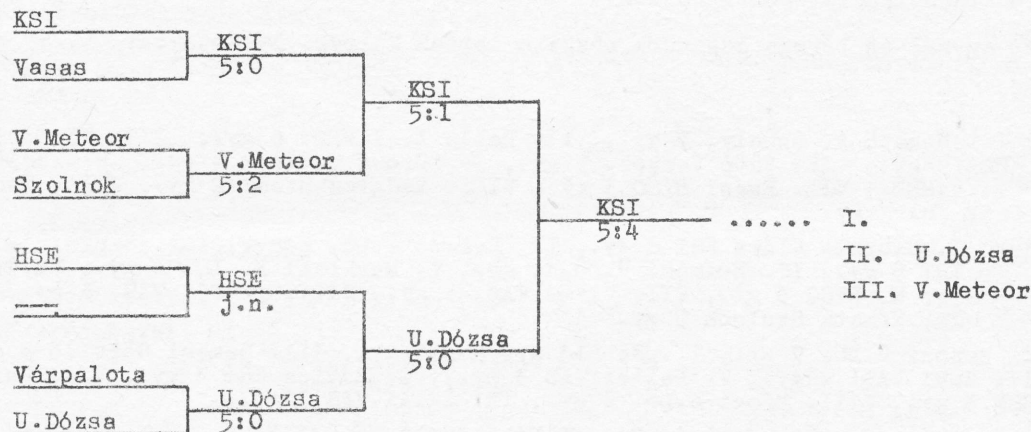 KSI
KSI
5:0
Vasas
KSI
5:1
V.Meteor
V.Meteor
5:2
Szolnok
KSI ...... I.
5:4
II. U.Dózsa
III. V.Meteor
HSE
HSE
j.n.
—.
U.Dózsa
5:0
Várpalota
U.Dózsa
5:0
U.Dózsa